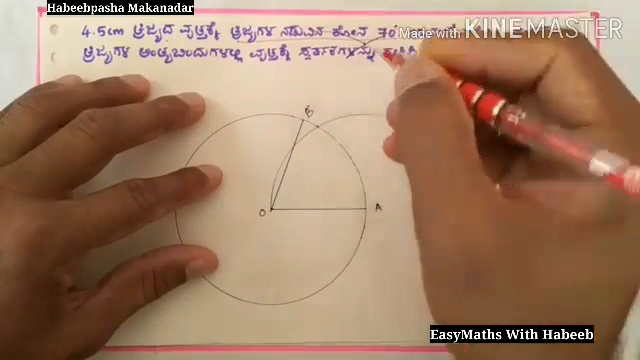 Habeebpasha Makanadar
4.5cm ತ್ರಿಜ್ಯದ ವೃತ್ತಕ್ಕೆ ತ್ರಿಜ್ಯಗಳ ನಡುವಿನ ಕೋನ 70°
Made with KINEMASTER
ತ್ರಿಜ್ಯಗಳ ಅಂತ್ಯಬಿಂದುಗಳಲ್ಲಿ ವೃತ್ತಕ್ಕೆ ಸ್ಪರ್ಶಕಗಳನ್ನು
B
O
A
EasyMaths With Habeeb